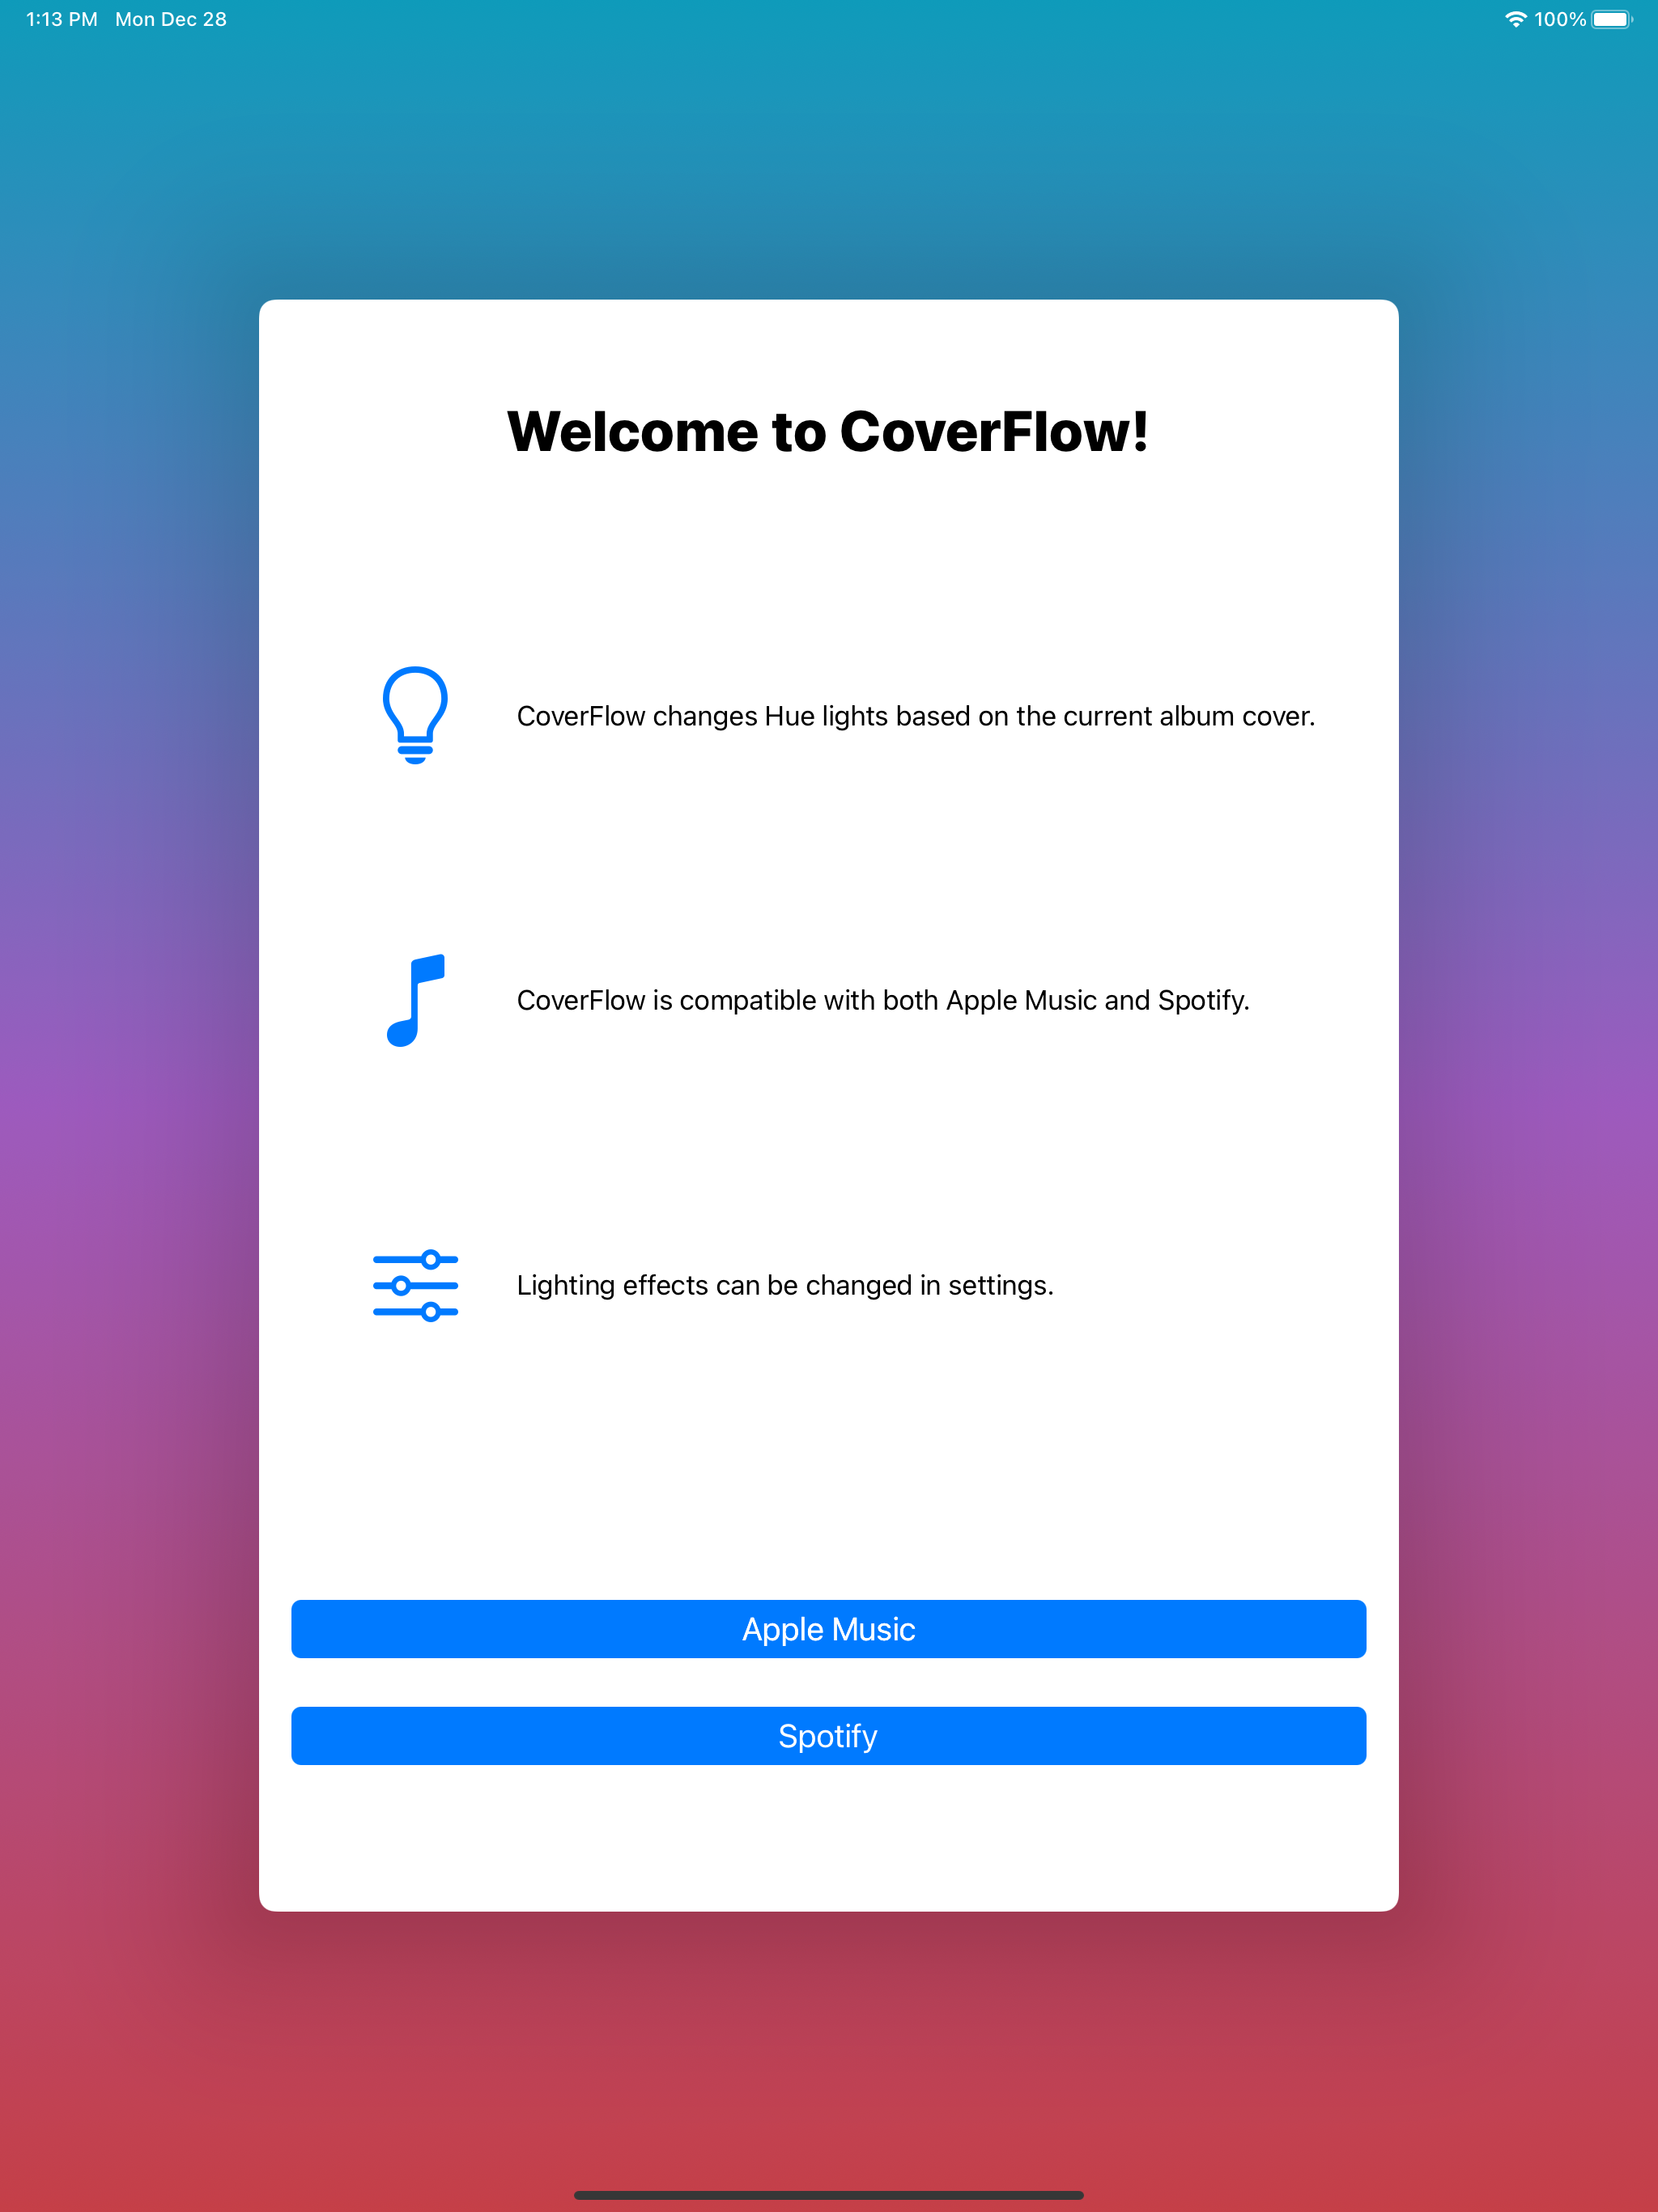 1:13 PM Mon Dec 28
100%
Welcome to CoverFlow!
CoverFlow changes Hue lights based on the current album cover.
CoverFlow is compatible with both Apple Music and Spotify.
Lighting effects can be changed in settings.
Apple Music
Spotify